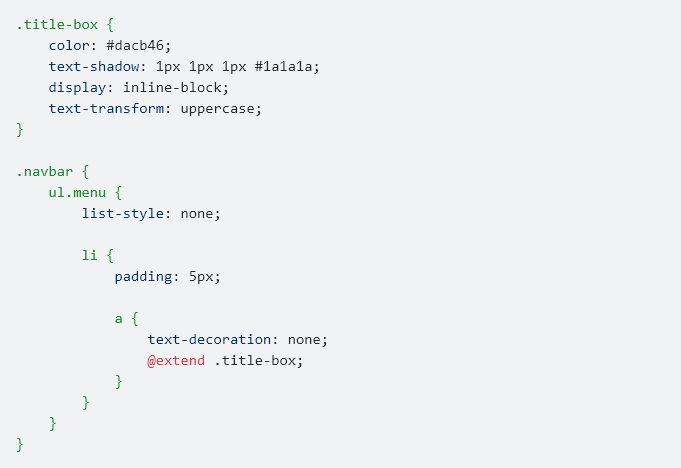 .title-box {
    color: #dacb46;
    text-shadow: 1px 1px 1px #1a1a1a;
    display: inline-block;
    text-transform: uppercase;
}

.navbar {
    ul.menu {
        list-style: none;

        li {
            padding: 5px;

            a {
                text-decoration: none;
                @extend .title-box;
            }
        }
    }
}